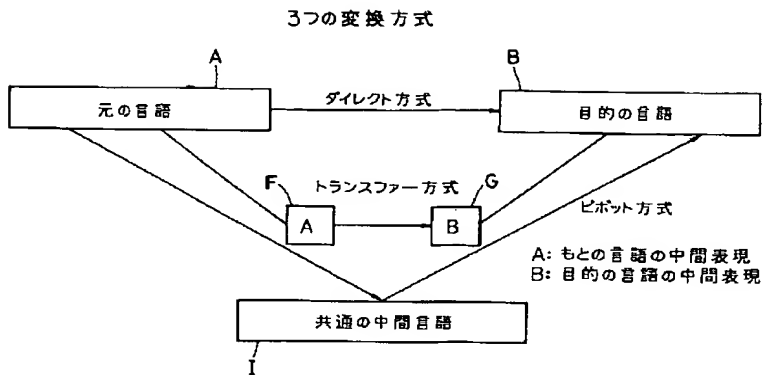 3つの変換方式
A
B
元の言語
ダイレクト方式
目的の言語
F
トランスファー方式
G
A
B
ピボット方式
A: もとの言語の中間表現
B: 目的の言語の中間表現
共通の中間言語
I